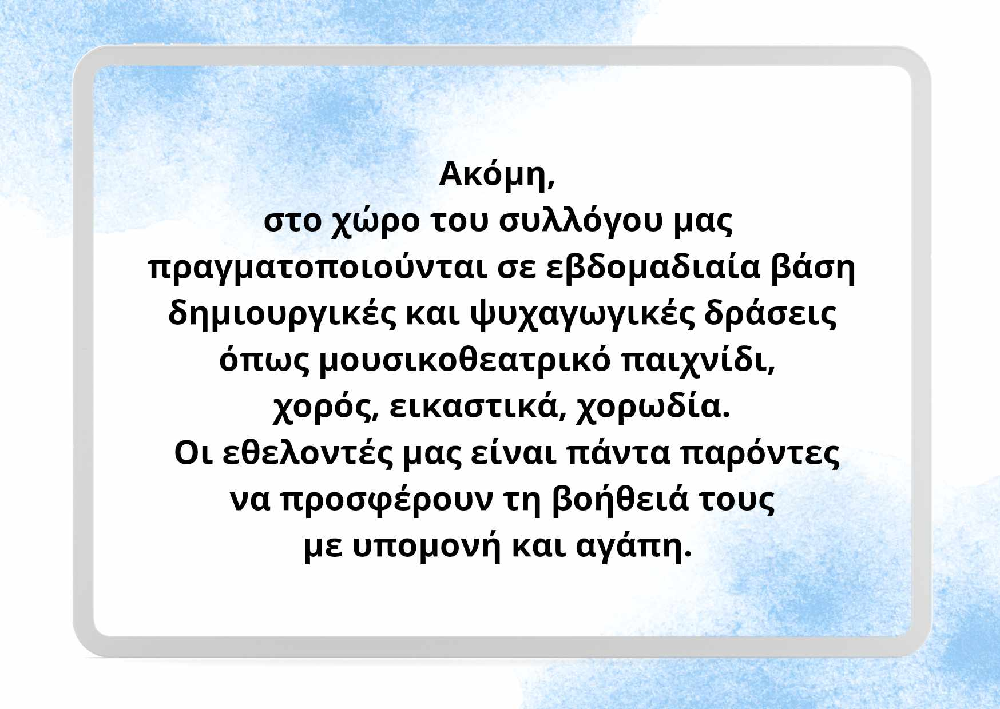 Ακόμη,
στο χώρο του συλλόγου μας
πραγματοποιούνται σε εβδομαδιαία βάση
δημιουργικές και ψυχαγωγικές δράσεις
όπως μουσικοθεατρικό παιχνίδι,
χορός, εικαστικά, χορωδία.
Οι εθελοντές μας είναι πάντα παρόντες
να προσφέρουν τη βοήθειά τους
με υπομονή και αγάπη.